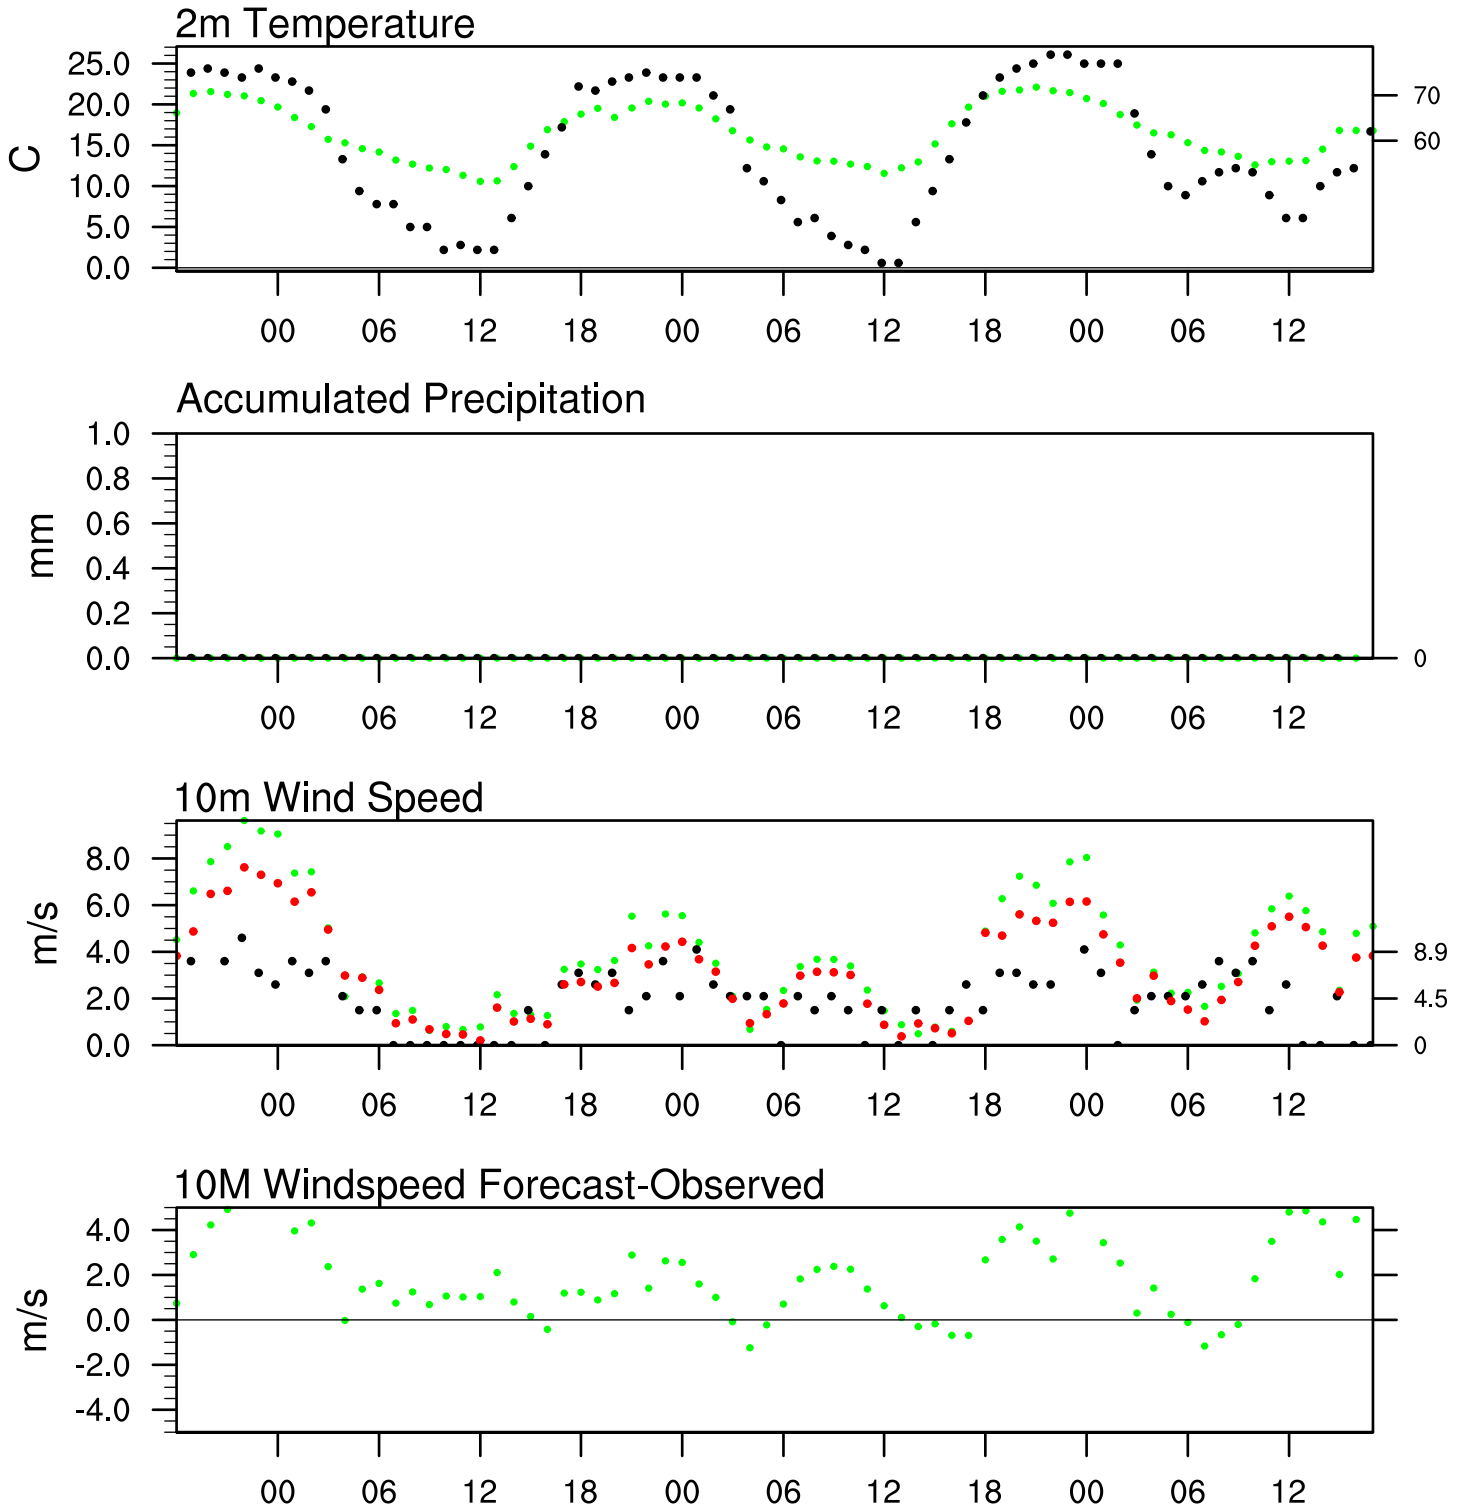 2m Temperature
25.0
20.0
15.0
10.0
5.0
0.0
C
70
60
00 06 12 18 00 12 18 00 06 12
Accumulated Precipitation
1.0
0.8
0.6
0.4
0.2
0.0
mm
0
00 06 12 18 00 06 12 18 00 06 12
10m Wind Speed
8.0
6.0
4.0
2.0
0.0
m/s
8.9
4.5
0
00 06 12 18 00 06 12 18 00 06 12
10M Windspeed Forecast-Observed
4.0
2.0
0.0
-2.0
-4.0
m/s
00 06 12 18 00 06 12 18 00 06 12